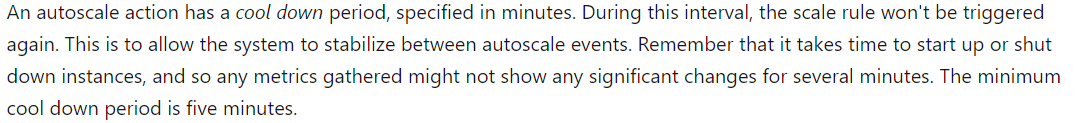 An autoscale action has a cool down period, specified in minutes. During this interval, the scale rule won't be triggered
again. This is to allow the system to stabilize between autoscale events. Remember that it takes time to start up or shut
down instances, and so any metrics gathered might not show any significant changes for several minutes. The minimum
cool down period is five minutes.